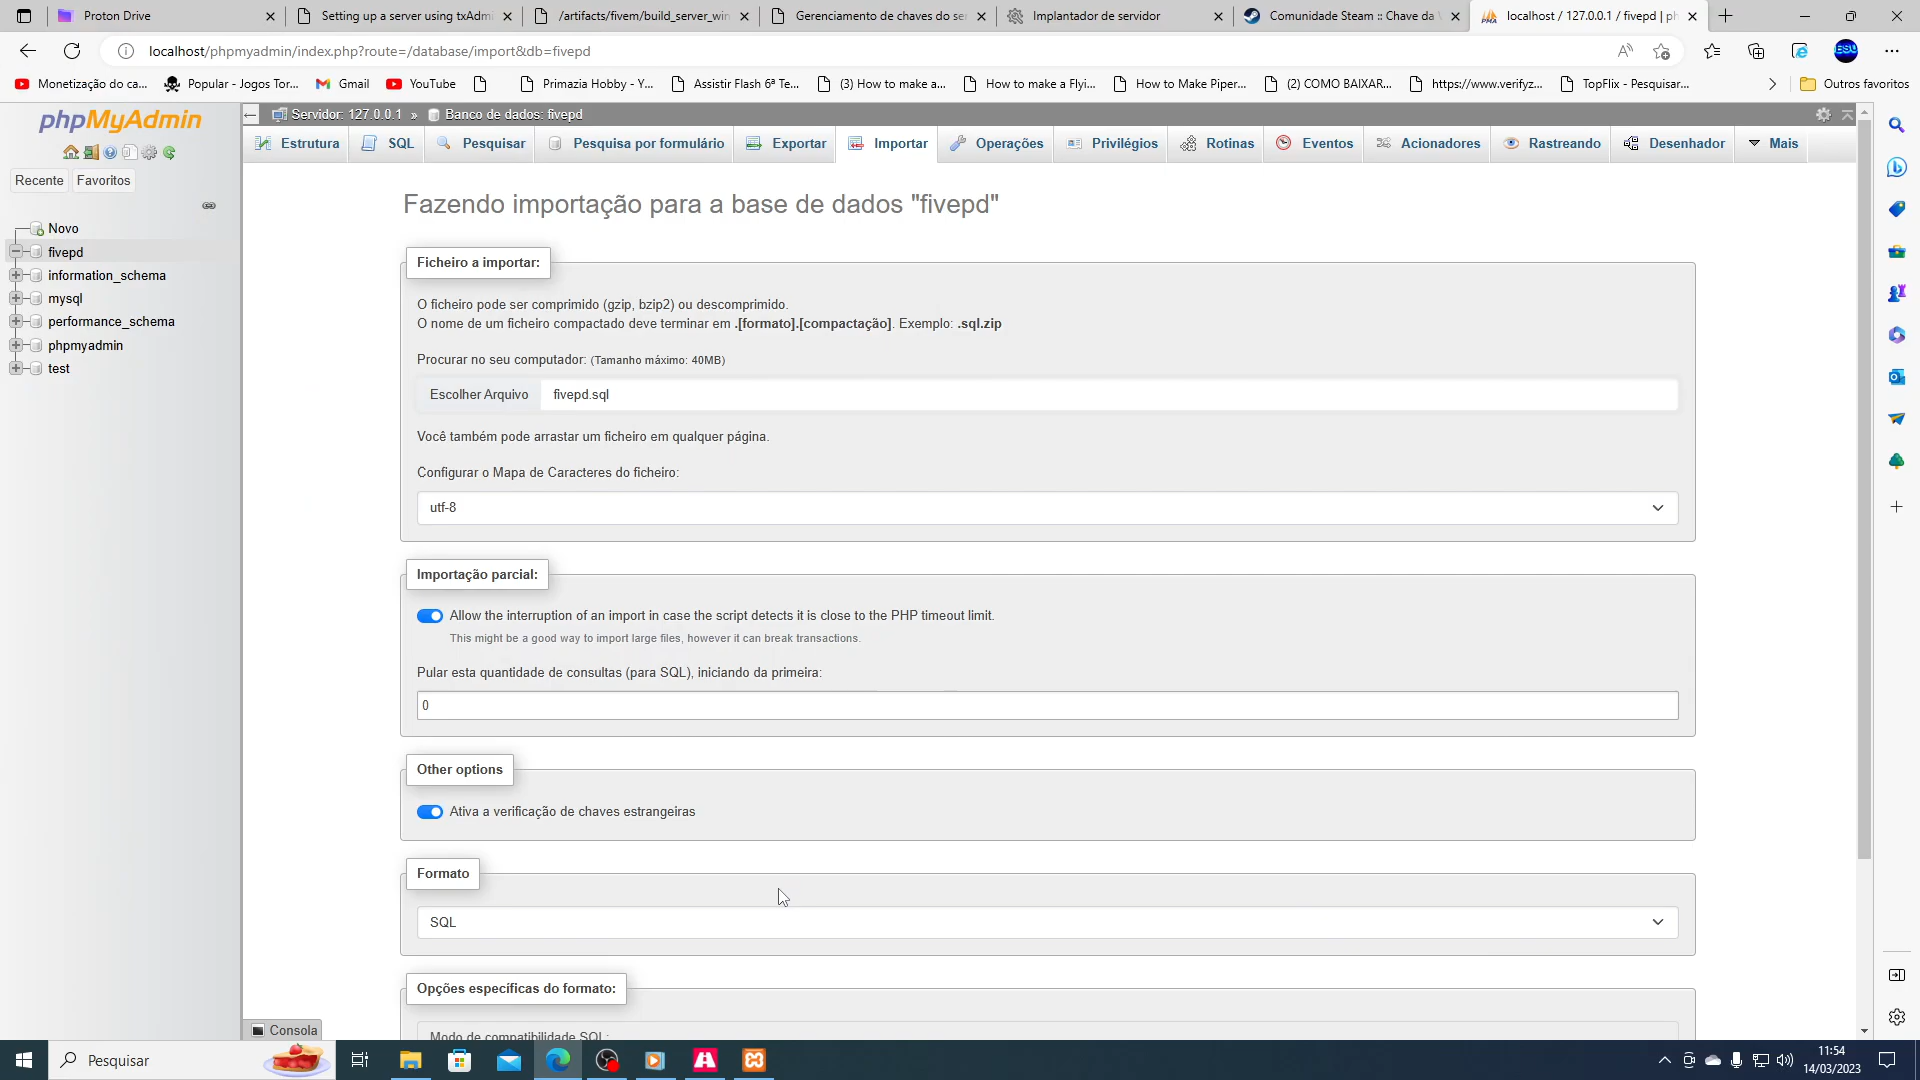 Proton Drive
Setting up a server using txAdmi
/artifacts/fivem/build_server_win
Gerenciamento de chaves do se
Implantador de servidor
Comunidade Steam :: Chave da
localhost / 127.0.0.1 / fivepd | ph
localhost/phpmyadmin/index.php?route=/database/import&db=fivepd
Monetização do ca...
Popular - Jogos Tor...
Gmail
YouTube
Primazia Hobby - Y...
Assistir Flash 6ª Te...
(3) How to make a...
How to make a Flyi...
How to Make Piper...
(2) COMO BAIXAR...
https://www.verifyz...
TopFlix - Pesquisar...
Outros favoritos
phpMyAdmin
Recente
Favoritos
Novo
fivepd
information_schema
mysql
performance_schema
phpmyadmin
test
Servidor: 127.0.0.1 » Banco de dados: fivepd
Estrutura
SQL
Pesquisar
Pesquisa por formulário
Exportar
Importar
Operações
Privilégios
Rotinas
Eventos
Acionadores
Rastreando
Desenhador
Mais
Fazendo importação para a base de dados "fivepd"
Ficheiro a importar:
O ficheiro pode ser comprimido (gzip, bzip2) ou descomprimido.
O nome de um ficheiro compactado deve terminar em .[formato].[compactação]. Exemplo: .sql.zip
Procurar no seu computador: (Tamanho máximo: 40MB)
Escolher Arquivo
fivepd.sql
Você também pode arrastar um ficheiro em qualquer página.
Configurar o Mapa de Caracteres do ficheiro:
utf-8
Importação parcial:
Allow the interruption of an import in case the script detects it is close to the PHP timeout limit.
This might be a good way to import large files, however it can break transactions.
Pular esta quantidade de consultas (para SQL), iniciando da primeira:
0
Other options
Ativa a verificação de chaves estrangeiras
Formato
SQL
Opções específicas do formato:
Modo de compatibilidade SQL:
Consola
Pesquisar
11:54
14/03/2023